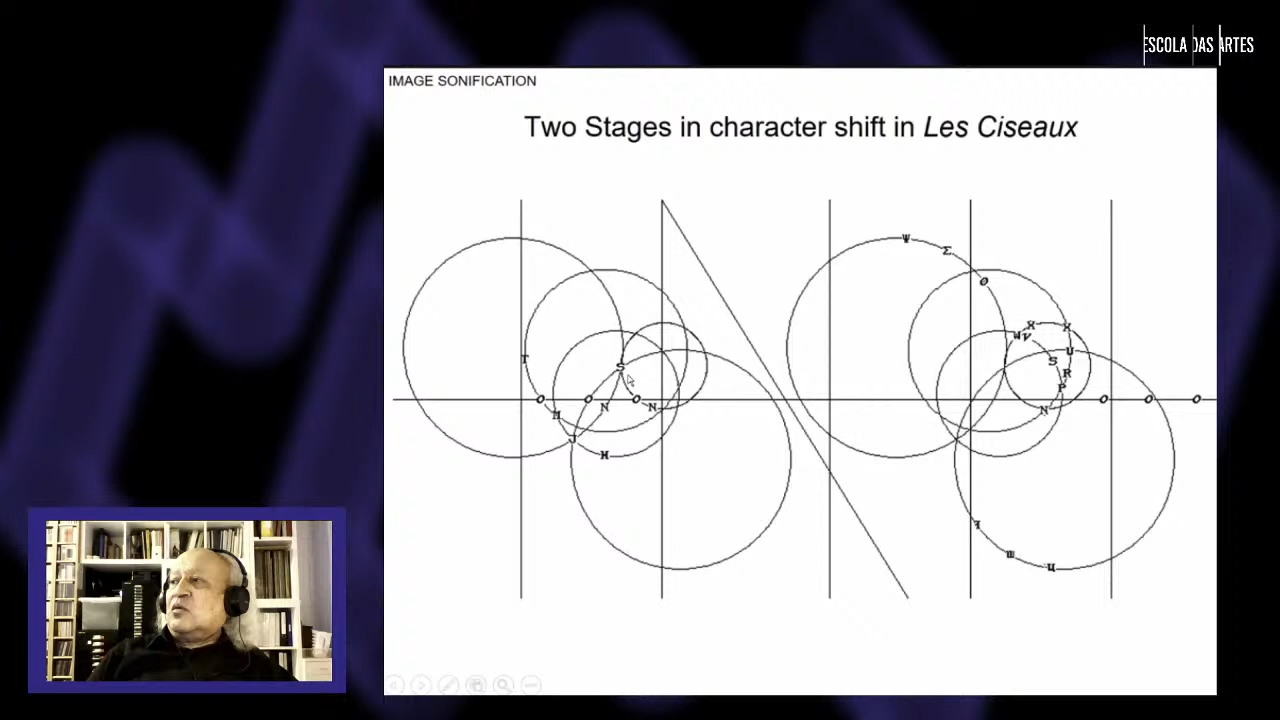 ESCOLA DAS ARTES
IMAGE SONIFICATION
Two Stages in character shift in Les Ciseaux
Ψ
Σ
O
X
X
W
V
U
T
S
S
R
P
O
O
O
O
O
O
M
N
N
N
J
H